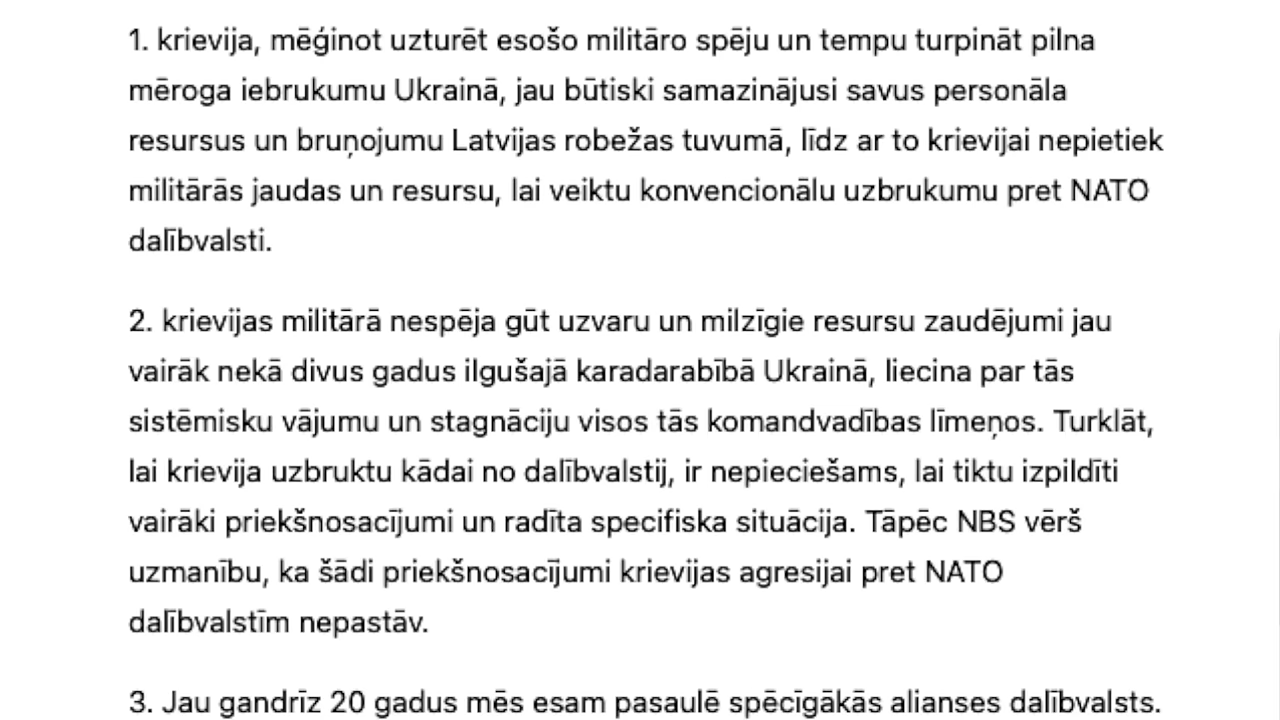 1. krievija, mēģinot uzturēt esošo militāro spēju un tempu turpināt pilna
mēroga iebrukumu Ukrainā, jau būtiski samazinājusi savus personāla
resursus un bruņojumu Latvijas robežas tuvumā, līdz ar to krievijai nepietiek
militārās jaudas un resursu, lai veiktu konvencionālu uzbrukumu pret NATO
dalībvalsti.
2. krievijas militārā nespēja gūt uzvaru un milzīgie resursu zaudējumi jau
vairāk nekā divus gadus ilgušajā karadarabībā Ukrainā, liecina par tās
sistēmisku vājumu un stagnāciju visos tās komandvadības līmeņos. Turklāt,
lai krievija uzbruktu kādai no dalībvalstij, ir nepieciešams, lai tiktu izpildīti
vairāki priekšnosacījumi un radīta specifiska situācija. Tāpēc NBS vērš
uzmanību, ka šādi priekšnosacījumi krievijas agresijai pret NATO
dalībvalstīm nepastāv.
3. Jau gandrīz 20 gadus mēs esam pasaulē spēcīgākās alianses dalībvalsts.